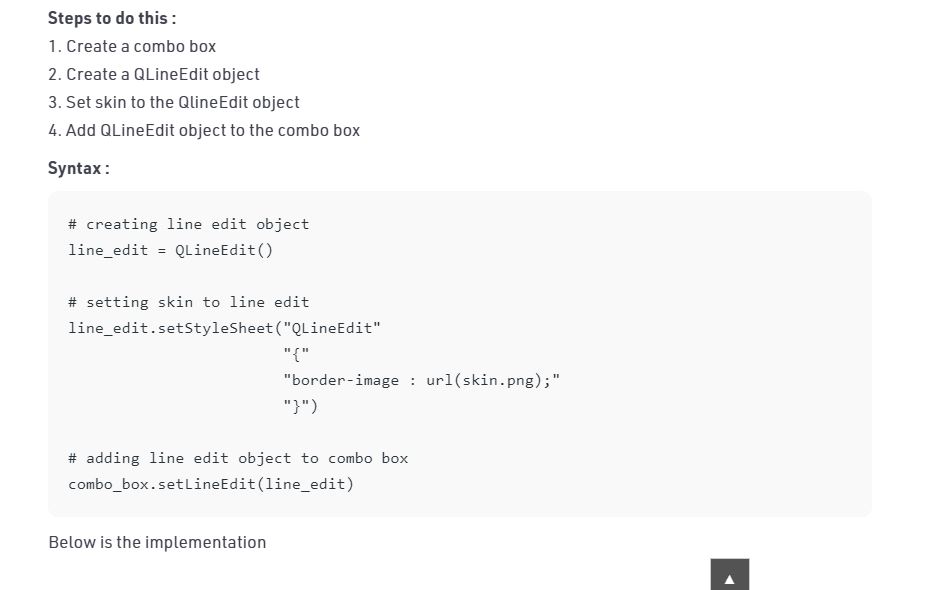 Steps to do this :
1. Create a combo box
2. Create a QLineEdit object
3. Set skin to the QlineEdit object
4. Add QLineEdit object to the combo box
Syntax :
# creating line edit object
line_edit = QLineEdit()
# setting skin to line edit
line_edit.setStyleSheet("QLineEdit"
"{"
"border-image : url(skin.png);"
"}")
# adding line edit object to combo box
combo_box.setLineEdit(line_edit)
Below is the implementation